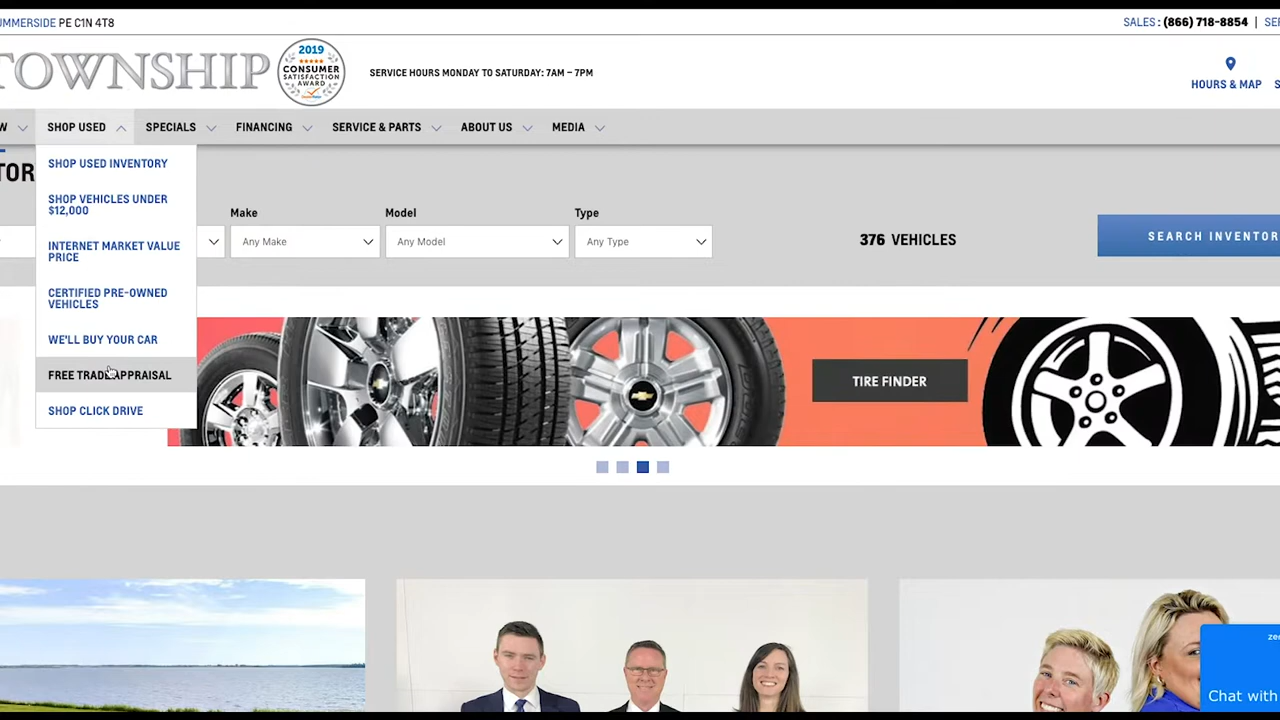 UMMERSIDE PE C1N 4T8
SALES : (866) 718-8854 | SE
TOWNSHIP
2019
CONSUMER
SATISFACTION
AWARD
SERVICE HOURS MONDAY TO SATURDAY: 7AM – 7PM
HOURS & MAP S
W SHOP USED SPECIALS FINANCING SERVICE & PARTS ABOUT US MEDIA
TOR
SHOP USED INVENTORY
SHOP VEHICLES UNDER
$12,000
INTERNET MARKET VALUE
PRICE
CERTIFIED PRE-OWNED
VEHICLES
WE'LL BUY YOUR CAR
FREE TRADE APPRAISAL
SHOP CLICK DRIVE
Make Model Type
Any Make Any Model Any Type
376 VEHICLES
SEARCH INVENTOR
TIRE FINDER
ze
Chat with